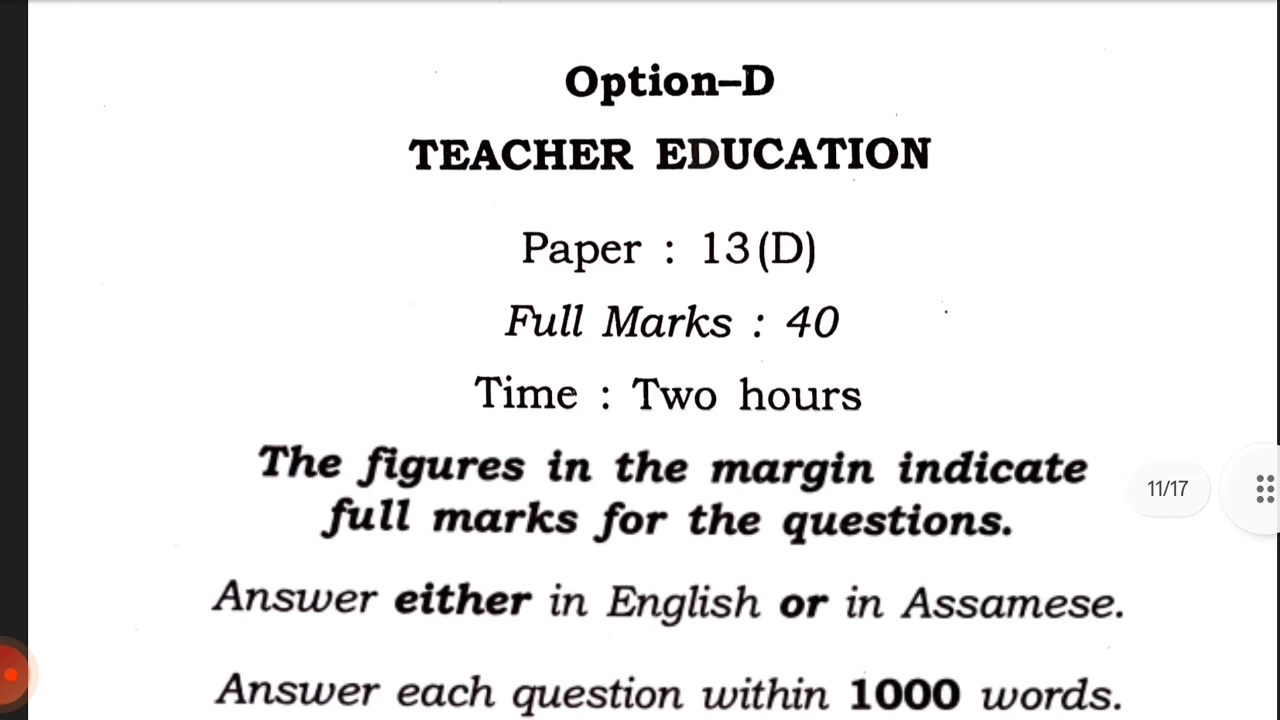 Option–D
TEACHER EDUCATION
Paper : 13(D)
Full Marks : 40
Time : Two hours
The figures in the margin indicate
full marks for the questions.
11/17
Answer either in English or in Assamese.
Answer each question within 1000 words.